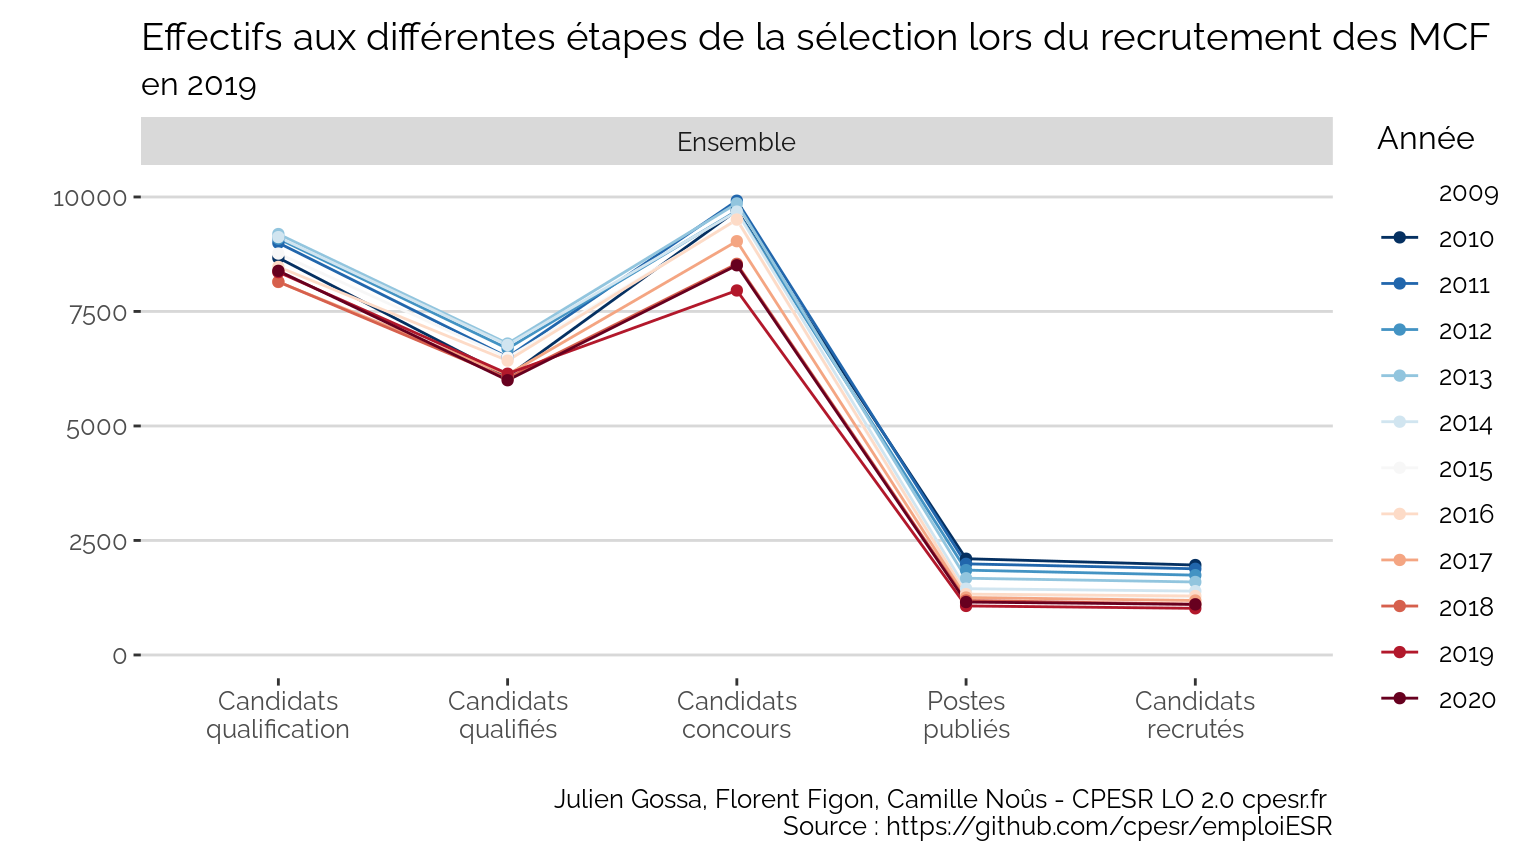 Effectifs aux différentes étapes de la sélection lors du recrutement des MCF
en 2019
Ensemble
Année
2009
2010
2011
2012
2013
2014
2015
2016
2017
2018
2019
2020
10000
7500
5000
2500
0
Candidats
qualification
Candidats
qualifiés
Candidats
concours
Postes
publiés
Candidats
recrutés
Julien Gossa, Florent Figon, Camille Noûs - CPESR LO 2.0 cpesr.fr
Source : https://github.com/cpesr/emploiESR